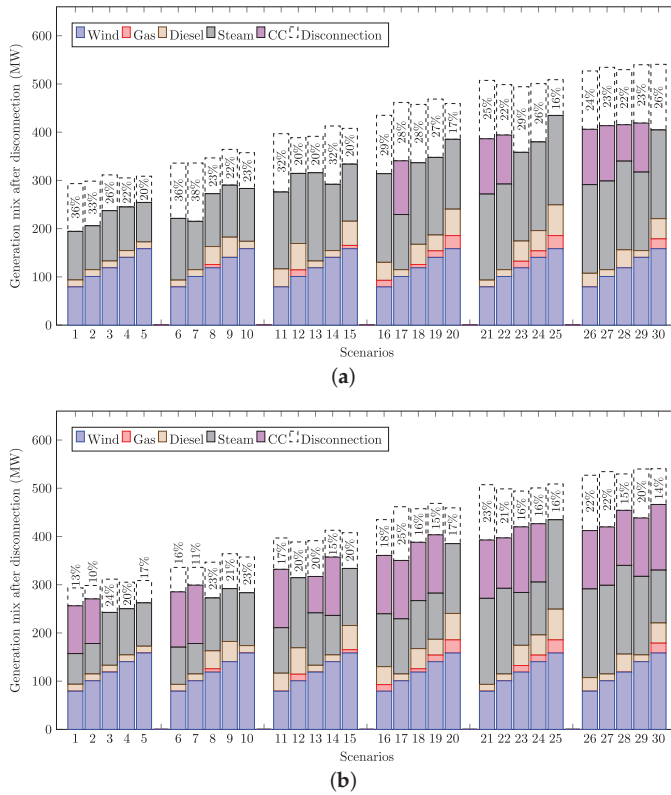 600
500
400
300
200
100
0
Generation mix after disconnection (MW)
Wind Gas Diesel Steam CC Disconnection
36% 33% 26% 22% 20% 36% 38% 23% 22% 23% 32% 20% 20% 32% 20% 29% 28% 28% 27% 17% 25% 22% 29% 26% 16% 24% 23% 22% 23% 26%
1 2 3 4 5 6 7 8 9 10 11 12 13 14 15 16 17 18 19 20 21 22 23 24 25 26 27 28 29 30
Scenarios
(a)
600
500
400
300
200
100
0
Generation mix after disconnection (MW)
Wind Gas Diesel Steam CC Disconnection
13% 10% 24% 20% 17% 16% 11% 23% 21% 23% 17% 20% 20% 15% 20% 18% 25% 16% 15% 17% 23% 21% 16% 16% 16% 22% 22% 15% 20% 14%
1 2 3 4 5 6 7 8 9 10 11 12 13 14 15 16 17 18 19 20 21 22 23 24 25 26 27 28 29 30
Scenarios
(b)